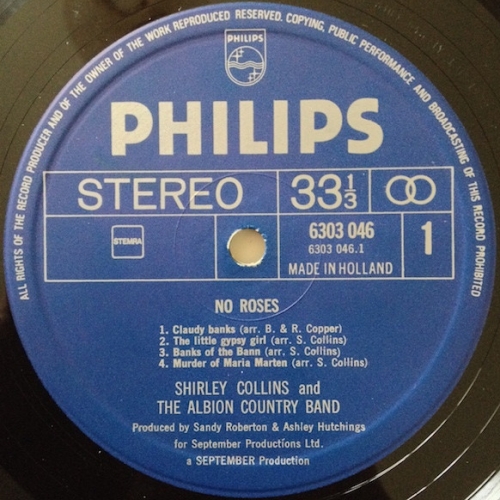 ALL RIGHTS OF THE RECORD PRODUCER AND OF THE OWNER OF THE WORK REPRODUCED RESERVED. COPYING, PUBLIC PERFORMANCE AND BROADCASTING OF THIS RECORD PROHIBITED
PHILIPS
PHILIPS
STEREO 33 1/3
STEMRA
6303 046
6303 046.1
1
MADE IN HOLLAND
NO ROSES
1. Claudy banks (arr. B. & R. Copper)
2. The little gypsy girl (arr. S. Collins)
3. Banks of the Bann (arr. S. Collins)
4. Murder of Maria Marten (arr. S. Collins)
SHIRLEY COLLINS and
THE ALBION COUNTRY BAND
Produced by Sandy Roberton & Ashley Hutchings
for September Productions Ltd.
a SEPTEMBER Production